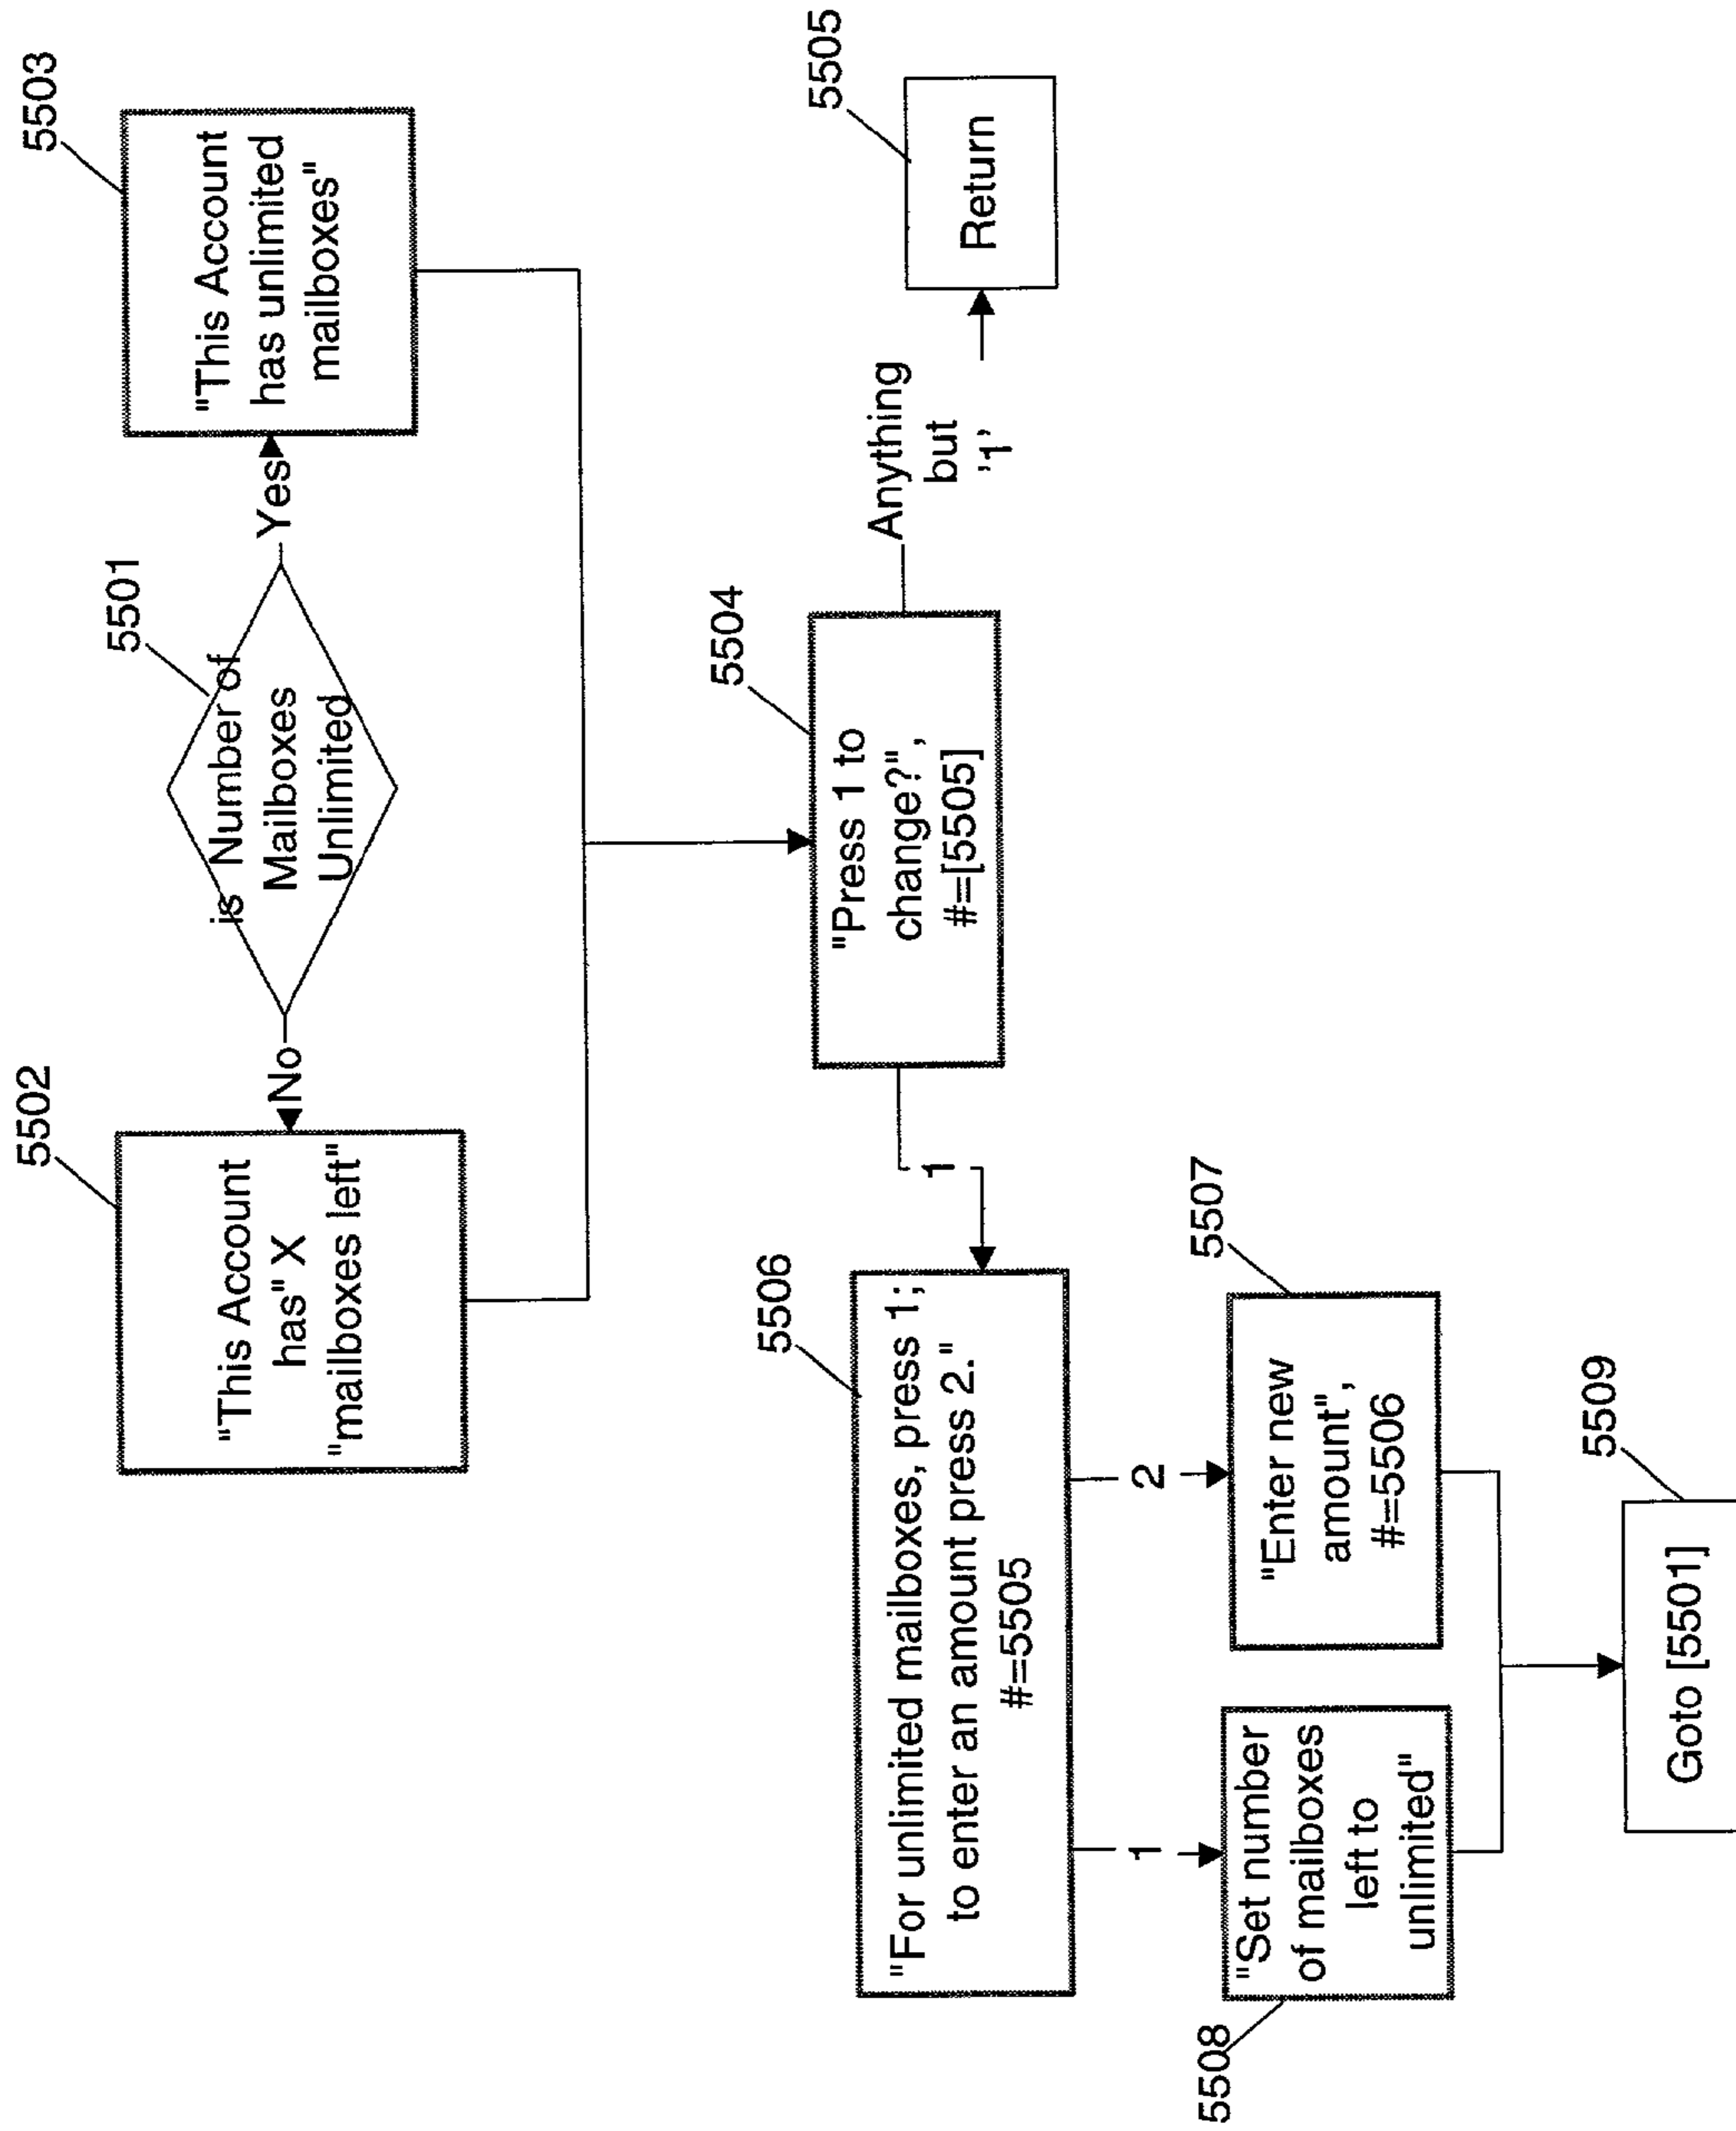 5502
5501
5503
"This Account
has" X
"mailboxes left"
No
is Number of
Mailboxes
Unlimited
Yes
"This Account
has unlimited
mailboxes"
5506
5504
5505
"For unlimited mailboxes, press 1;
to enter an amount press 2."
#=5505
1
"Press 1 to
change?",
#=[5505]
Anything
but
'1'
Return
1
2
5508
5507
"Set number
of mailboxes
left to
unlimited"
"Enter new
amount",
#=5506
5509
Goto [5501]